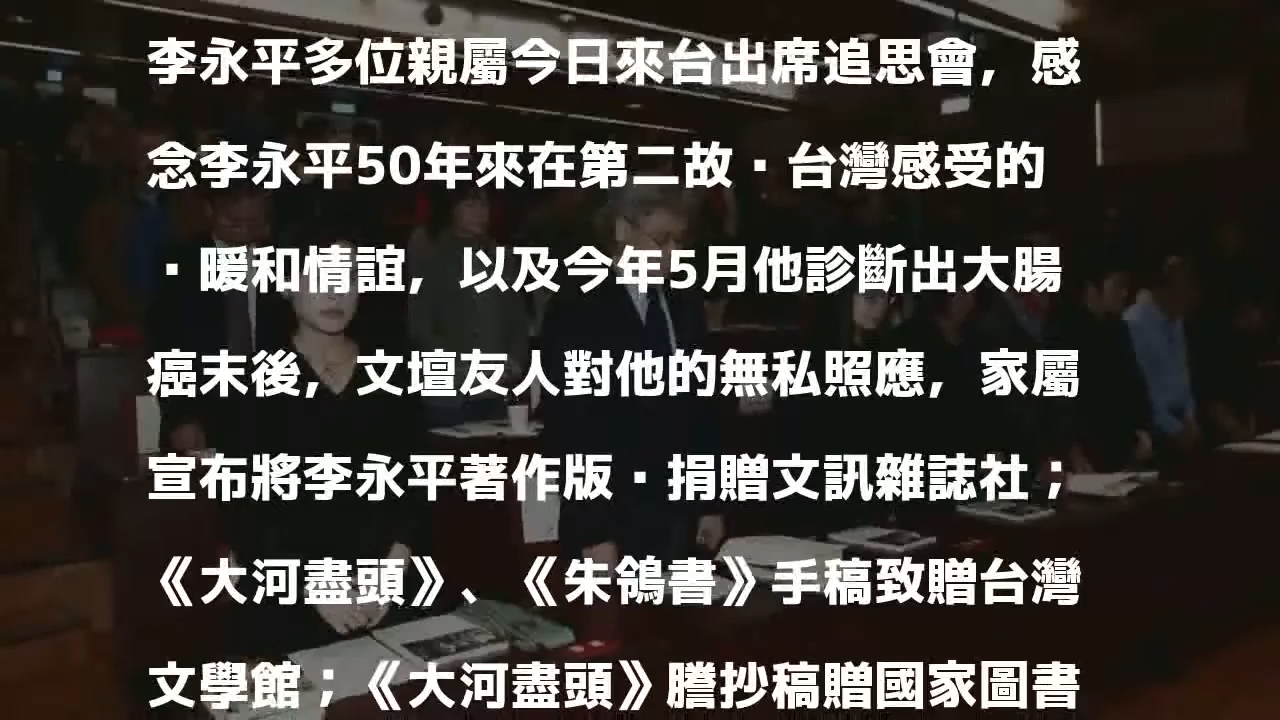 李永平多位親屬今日來台出席追思會，感
念李永平50年來在第二故·台灣感受的
·暖和情誼，以及今年5月他診斷出大腸
癌末後，文壇友人對他的無私照應，家屬
宣布將李永平著作版·捐贈文訊雜誌社；
《大河盡頭》、《朱鴒書》手稿致贈台灣
文學館；《大河盡頭》謄抄稿贈國家圖書